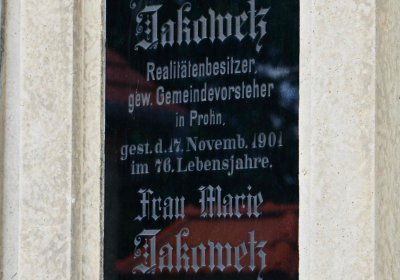 Jakowetz
Realitätenbesitzer,
gew. Gemeindevorsteher
in Prohn,
gest. d. 17. Novemb. 1901
im 76. Lebensjahre.
Frau Marie
Jakowetz